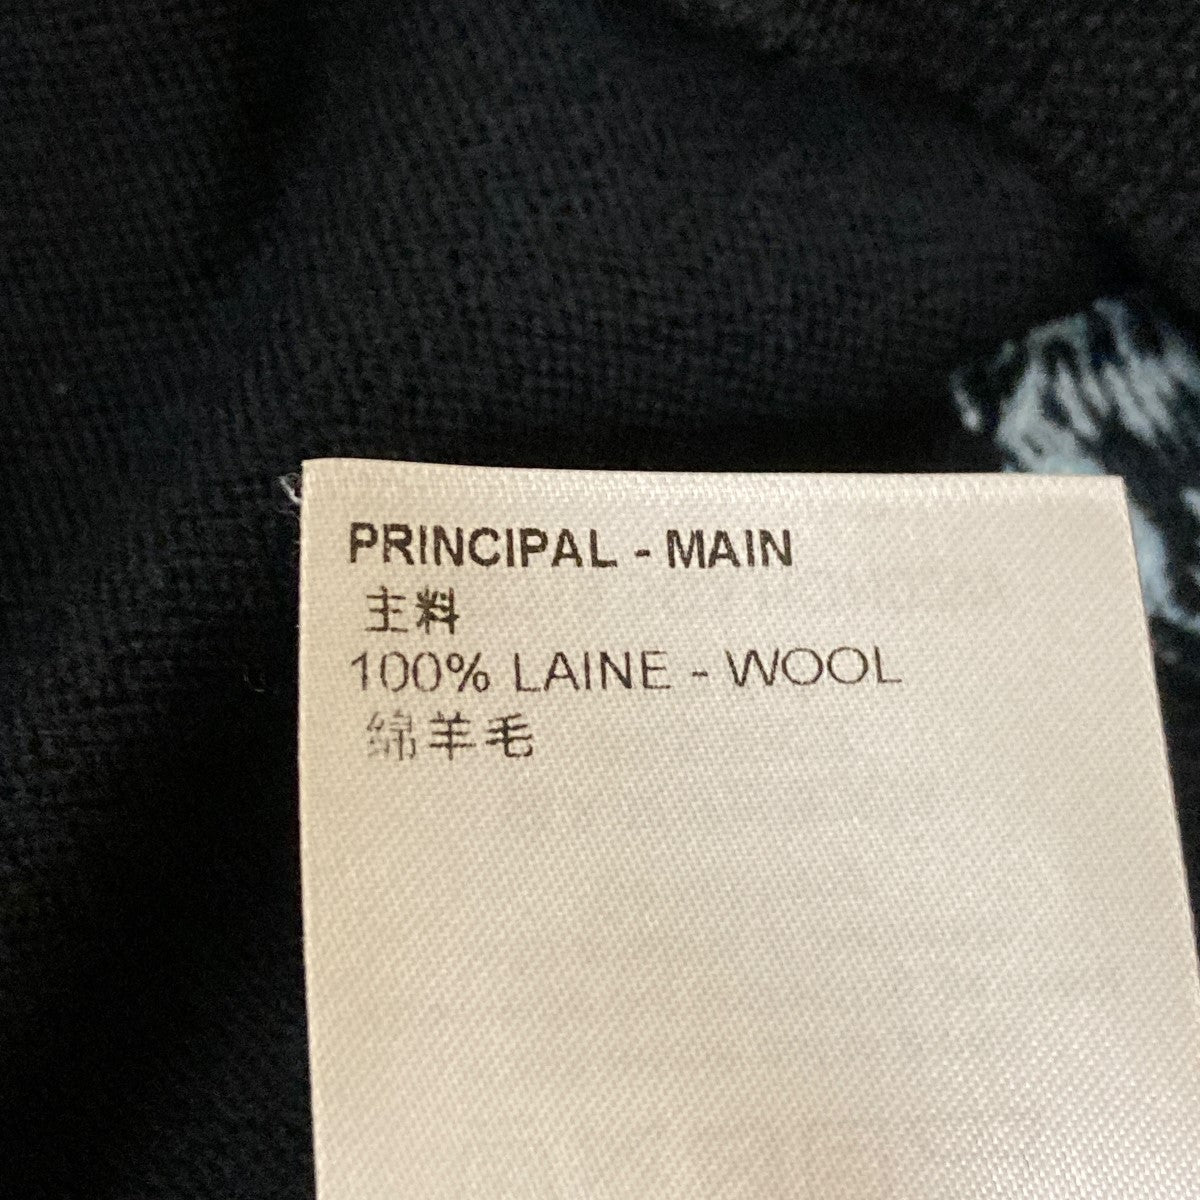 PRINCIPAL - MAIN
主料
100% LAINE - WOOL
绵羊毛